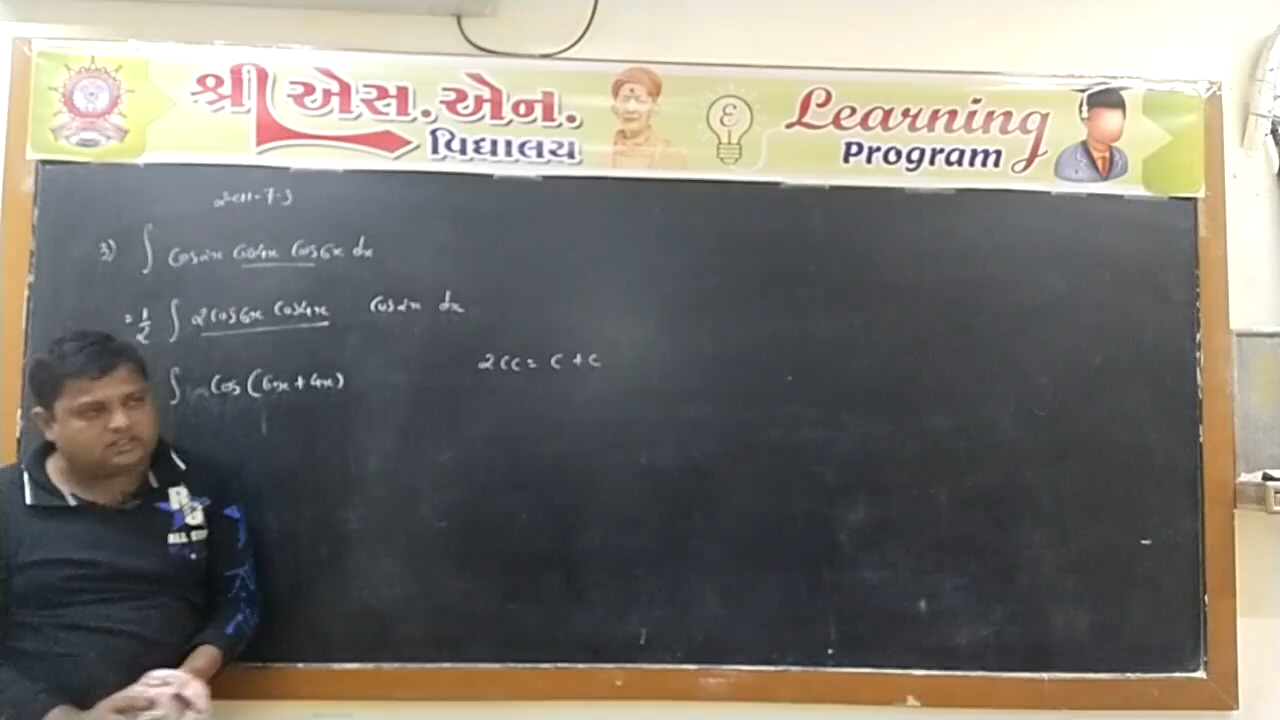 શ્રી એસ.એન.
વિદ્યાલય
Learning
Program
7.3
3) ∫ cos2x cos4x cos6x dx
= 1/2 ∫ 2cos6x cos4x cos2x dx
∫ cos(6x+4x)
2CC = C + C